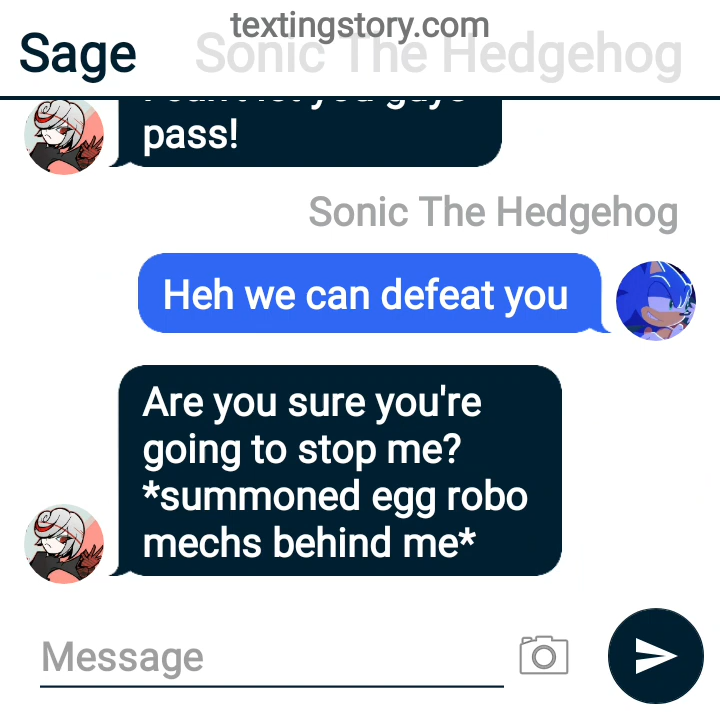 textingstory.com
Sage Sonic The Hedgehog
pass!
Sonic The Hedgehog
Heh we can defeat you
Are you sure you're
going to stop me?
*summoned egg robo
mechs behind me*
Message